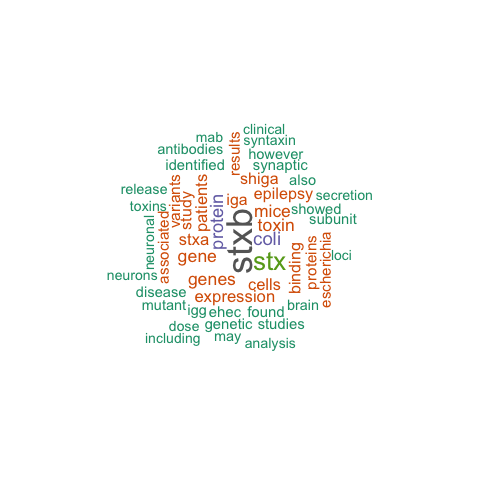 clinical
mab
syntaxin
results
antibodies
however
identified
synaptic
shiga
also
release
variants
patients
epilepsy
secretion
iga
toxins
study
protein
mice
showed
subunit
associated
toxin
neuronal
stxa
stxb
coli
gene
stx
binding
proteins
escherichia
loci
neurons
genes
cells
disease
expression
mutant
igg
ehec
found
brain
dose
genetic
studies
including
may
analysis